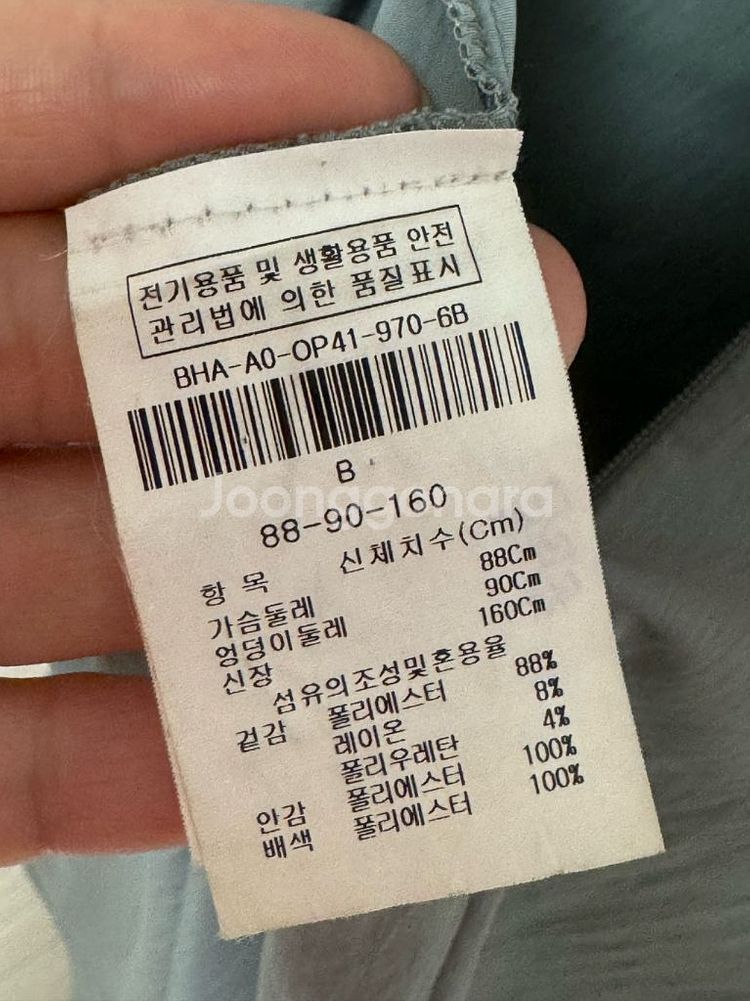 전기용품 및 생활용품 안전
관리법에 의한 품질표시
BHA-A0-OP41-970-6B
B
Joonggonara
88-90-160
항 목 신체치수(Cm)
가슴둘레 88Cm
엉덩이둘레 90Cm
신장 160Cm
섬유의조성및혼용율
겉감 폴리에스터 88%
레이온 8%
폴리우레탄 4%
안감 폴리에스터 100%
배색 폴리에스터 100%